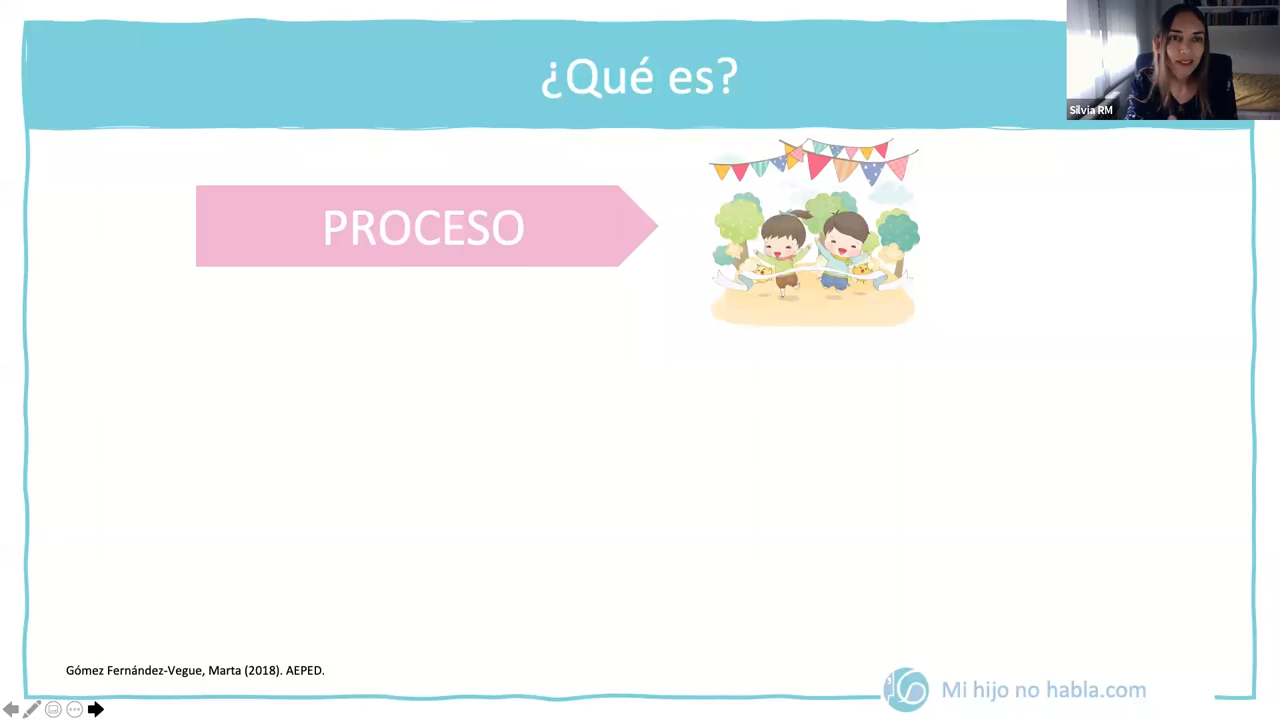 ¿Qué es?
Silvia RM
PROCESO
Gómez Fernández-Vegue, Marta (2018). AEPED.
Mi hijo no habla.com